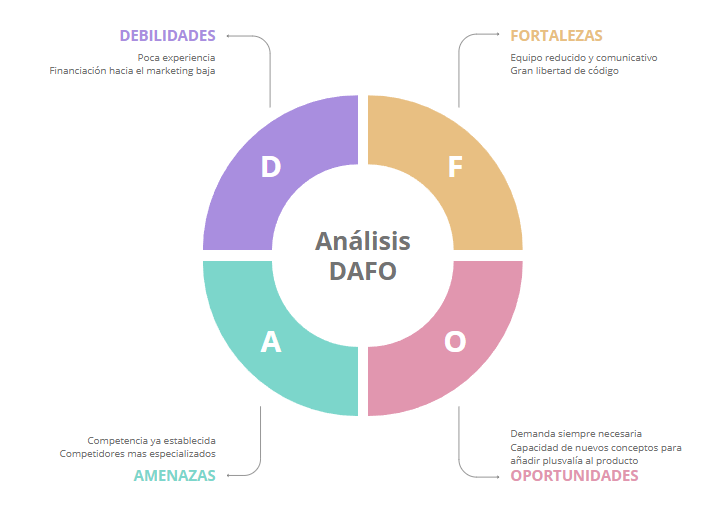 DEBILIDADES
Poca experiencia
Financiación hacia el marketing baja
FORTALEZAS
Equipo reducido y comunicativo
Gran libertad de código
D
F
Análisis
DAFO
A
O
Competencia ya establecida
Competidores mas especializados
AMENAZAS
Demanda siempre necesaria
Capacidad de nuevos conceptos para
añadir plusvalía al producto
OPORTUNIDADES